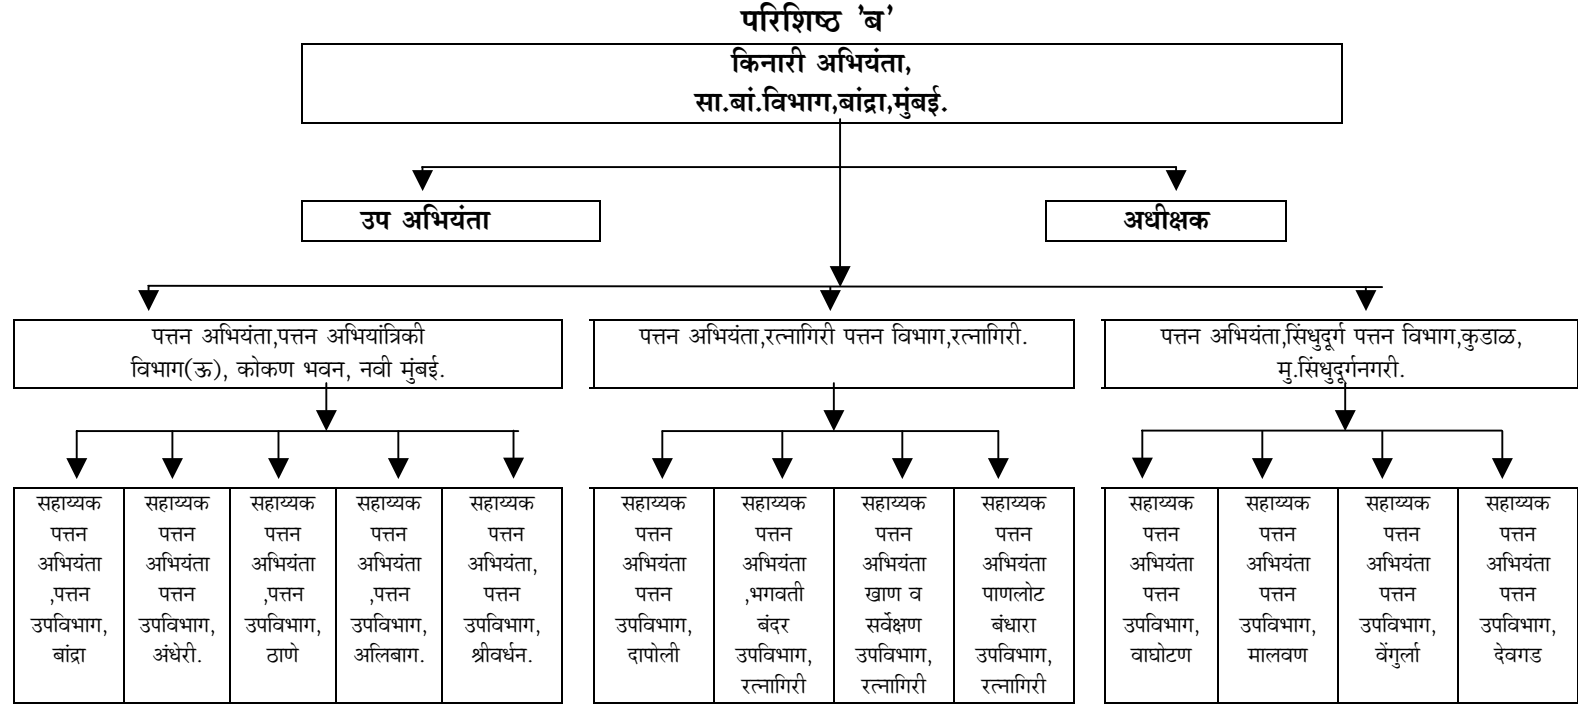 परिशिष्ठ 'ब'
किनारी अभियंता,
सा.बां.विभाग,बांद्रा,मुंबई.
उप अभियंता
अधीक्षक
पत्तन अभियंता,पत्तन अभियांत्रिकी
विभाग(ऊ), कोकण भवन, नवी मुंबई.
पत्तन अभियंता,रत्नागिरी पत्तन विभाग,रत्नागिरी.
पत्तन अभियंता,सिंधुदूर्ग पत्तन विभाग,कुडाळ,
मु.सिंधुदूर्गनगरी.
सहाय्यक
पत्तन
अभियंता
,पत्तन
उपविभाग,
बांद्रा
सहाय्यक
पत्तन
अभियंता
पत्तन
उपविभाग,
अंधेरी.
सहाय्यक
पत्तन
अभियंता
,पत्तन
उपविभाग,
ठाणे
सहाय्यक
पत्तन
अभियंता
,पत्तन
उपविभाग,
अलिबाग.
सहाय्यक
पत्तन
अभियंता,
पत्तन
उपविभाग,
श्रीवर्धन.
सहाय्यक
पत्तन
अभियंता
पत्तन
उपविभाग,
दापोली
सहाय्यक
पत्तन
अभियंता
,भगवती
बंदर
उपविभाग,
रत्नागिरी
सहाय्यक
पत्तन
अभियंता
खाण व
सर्वेक्षण
उपविभाग,
रत्नागिरी
सहाय्यक
पत्तन
अभियंता
पाणलोट
बंधारा
उपविभाग,
रत्नागिरी
सहाय्यक
पत्तन
अभियंता
पत्तन
उपविभाग,
वाघोटण
सहाय्यक
पत्तन
अभियंता
पत्तन
उपविभाग,
मालवण
सहाय्यक
पत्तन
अभियंता
पत्तन
उपविभाग,
वेंगुर्ला
सहाय्यक
पत्तन
अभियंता
पत्तन
उपविभाग,
देवगड